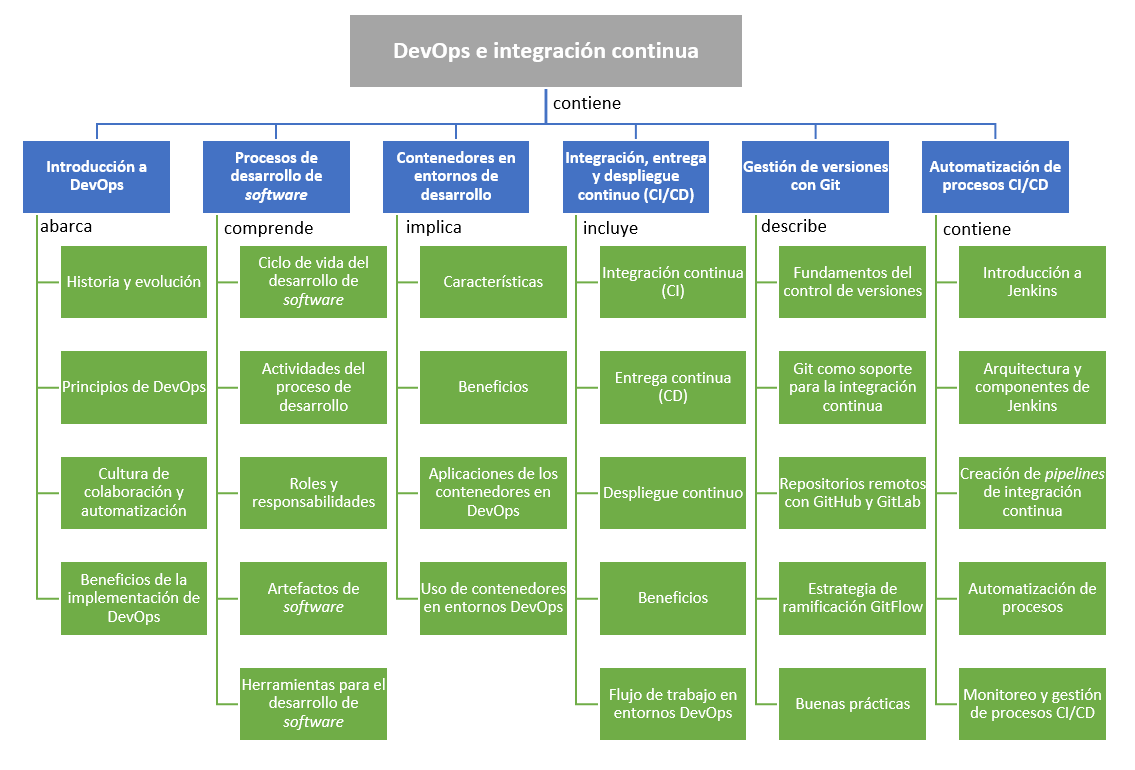 DevOps e integración continua
contiene
Introducción a
DevOps
abarca
Historia y evolución
Principios de DevOps
Cultura de
colaboración y
automatización
Beneficios de la
implementación de
DevOps
Procesos de
desarrollo de
software
comprende
Ciclo de vida del
desarrollo de
software
Actividades del
proceso de
desarrollo
Roles y
responsabilidades
Artefactos de
software
Herramientas para el
desarrollo de
software
Contenedores en
entornos de
desarrollo
implica
Características
Beneficios
Aplicaciones de los
contenedores en
DevOps
Uso de contenedores
en entornos DevOps
Integración, entrega
y despliegue
continuo (CI/CD)
incluye
Integración continua
(CI)
Entrega continua
(CD)
Despliegue continuo
Beneficios
Flujo de trabajo en
entornos DevOps
Gestión de versiones
con Git
describe
Fundamentos del
control de versiones
Git como soporte
para la integración
continua
Repositorios remotos
con GitHub y GitLab
Estrategia de
ramificación GitFlow
Buenas prácticas
Automatización de
procesos CI/CD
contiene
Introducción a
Jenkins
Arquitectura y
componentes de
Jenkins
Creación de pipelines
de integración
continua
Automatización de
procesos
Monitoreo y gestión
de procesos CI/CD